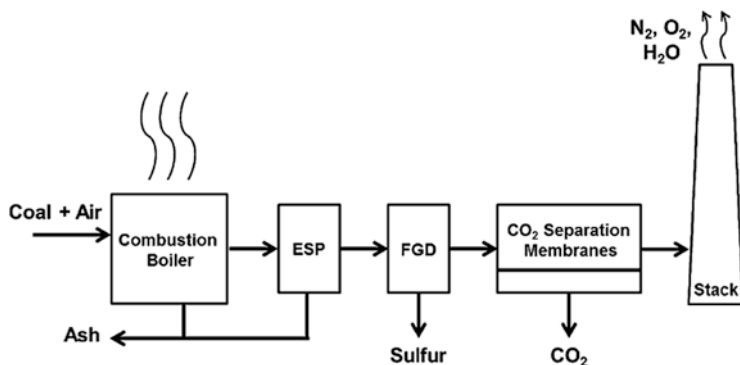 N₂, O₂,
H₂O
Coal + Air
Combustion
Boiler
ESP
FGD
CO₂ Separation
Membranes
Stack
Ash
Sulfur
CO₂